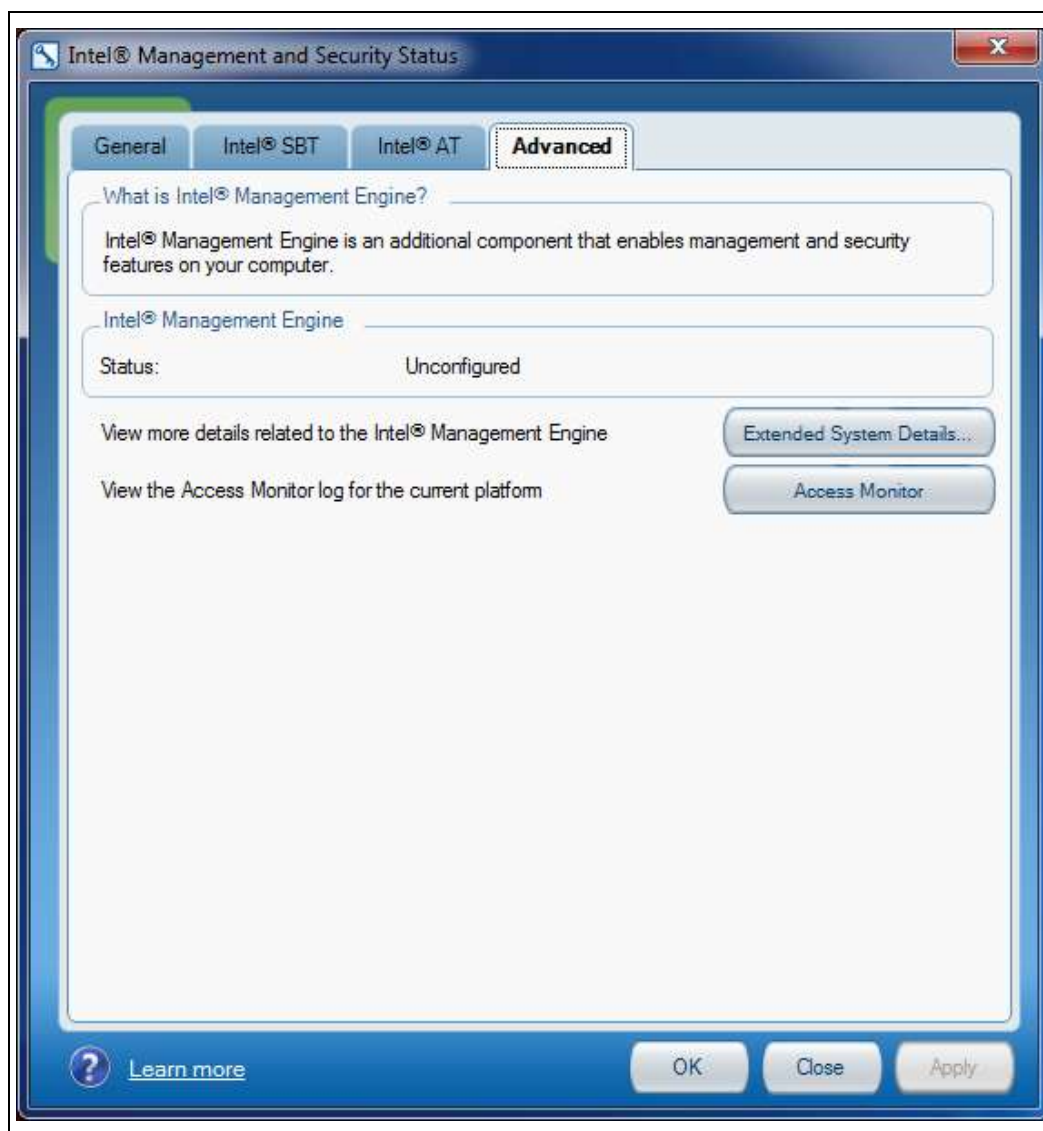 Intel® Management and Security Status
General
Intel® SBT
Intel® AT
Advanced
What is Intel® Management Engine?
Intel® Management Engine is an additional component that enables management and security
features on your computer.
Intel® Management Engine
Status: Unconfigured
View more details related to the Intel® Management Engine
Extended System Details...
View the Access Monitor log for the current platform
Access Monitor
? Learn more
OK
Close
Apply